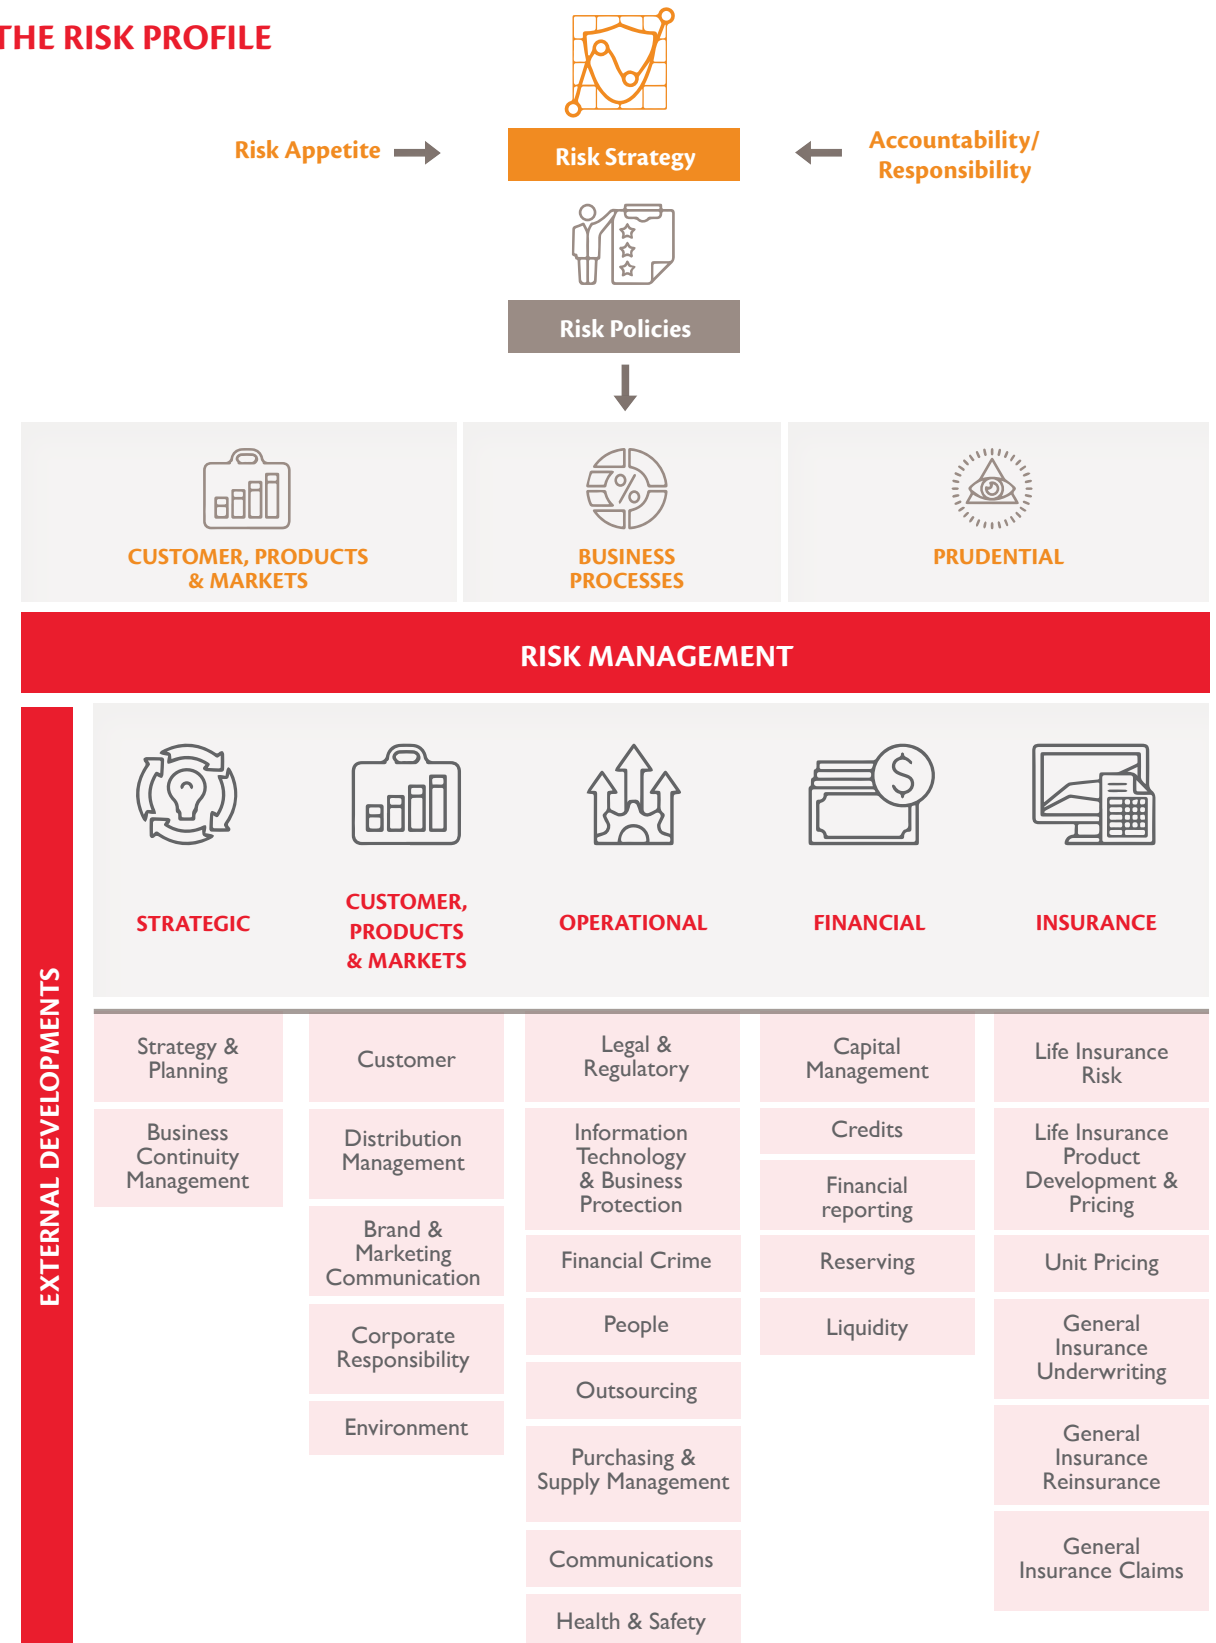 THE RISK PROFILE
Risk Appetite
Risk Strategy
Accountability/
Responsibility
Risk Policies
CUSTOMER, PRODUCTS
& MARKETS
BUSINESS
PROCESSES
PRUDENTIAL
RISK MANAGEMENT
EXTERNAL DEVELOPMENTS
STRATEGIC
CUSTOMER,
PRODUCTS
& MARKETS
OPERATIONAL
FINANCIAL
INSURANCE
Strategy &
Planning
Business
Continuity
Management
Customer
Distribution
Management
Brand &
Marketing
Communication
Corporate
Responsibility
Environment
Legal &
Regulatory
Information
Technology
& Business
Protection
Financial Crime
People
Outsourcing
Purchasing &
Supply Management
Communications
Health & Safety
Capital
Management
Credits
Financial
reporting
Reserving
Liquidity
Life Insurance
Risk
Life Insurance
Product
Development &
Pricing
Unit Pricing
General
Insurance
Underwriting
General
Insurance
Reinsurance
General
Insurance Claims